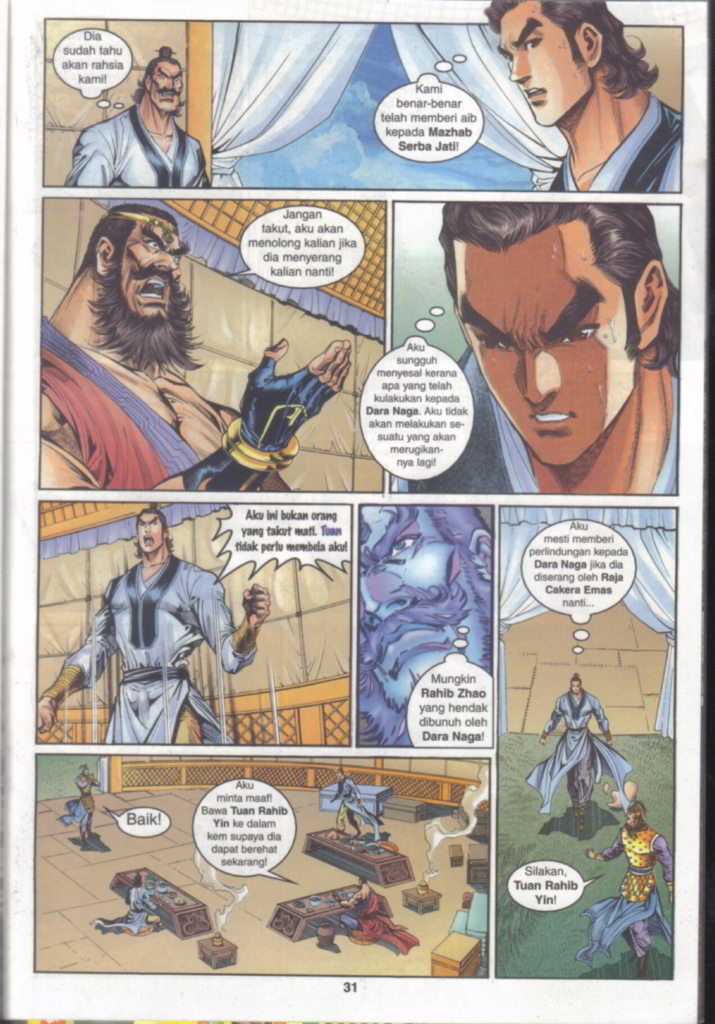 Dia
sudah tahu
akan rahsia
kami!
Kami
benar-benar
telah memberi aib
kepada Mazhab
Serba Jati!
Jangan
takut, aku akan
menolong kalian jika
dia menyerang
kalian nanti!
Aku
sungguh
menyesal kerana
apa yang telah
kulakukan kepada
Dara Naga. Aku tidak
akan melakukan se-
suatu yang akan
merugikan-
nya lagi!
Aku ini bukan orang
yang takut mati. Tuan
tidak perlu membela aku!
Mungkin
Rahib Zhao
yang hendak
dibunuh oleh
Dara Naga!
Aku
mesti memberi
perlindungan kepada
Dara Naga jika dia
diserang oleh Raja
Cakera Emas
nanti...
Baik!
Aku
minta maaf!
Bawa Tuan Rahib
Yin ke dalam
kem supaya dia
dapat berehat
sekarang!
Silakan,
Tuan Rahib
Yin!
31